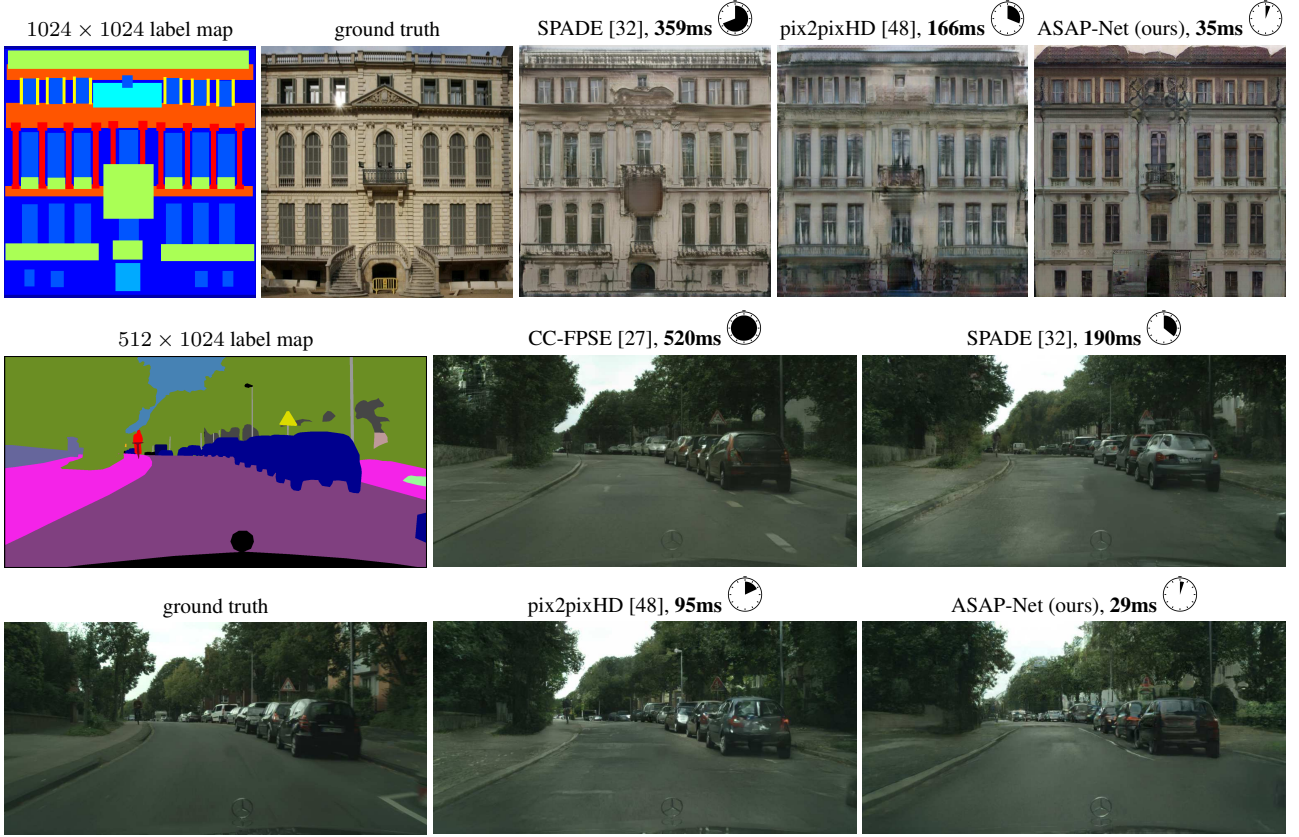 1024 × 1024 label map
ground truth
SPADE [32], 359ms
pix2pixHD [48], 166ms
ASAP-Net (ours), 35ms
512 × 1024 label map
CC-FPSE [27], 520ms
SPADE [32], 190ms
ground truth
pix2pixHD [48], 95ms
ASAP-Net (ours), 29ms